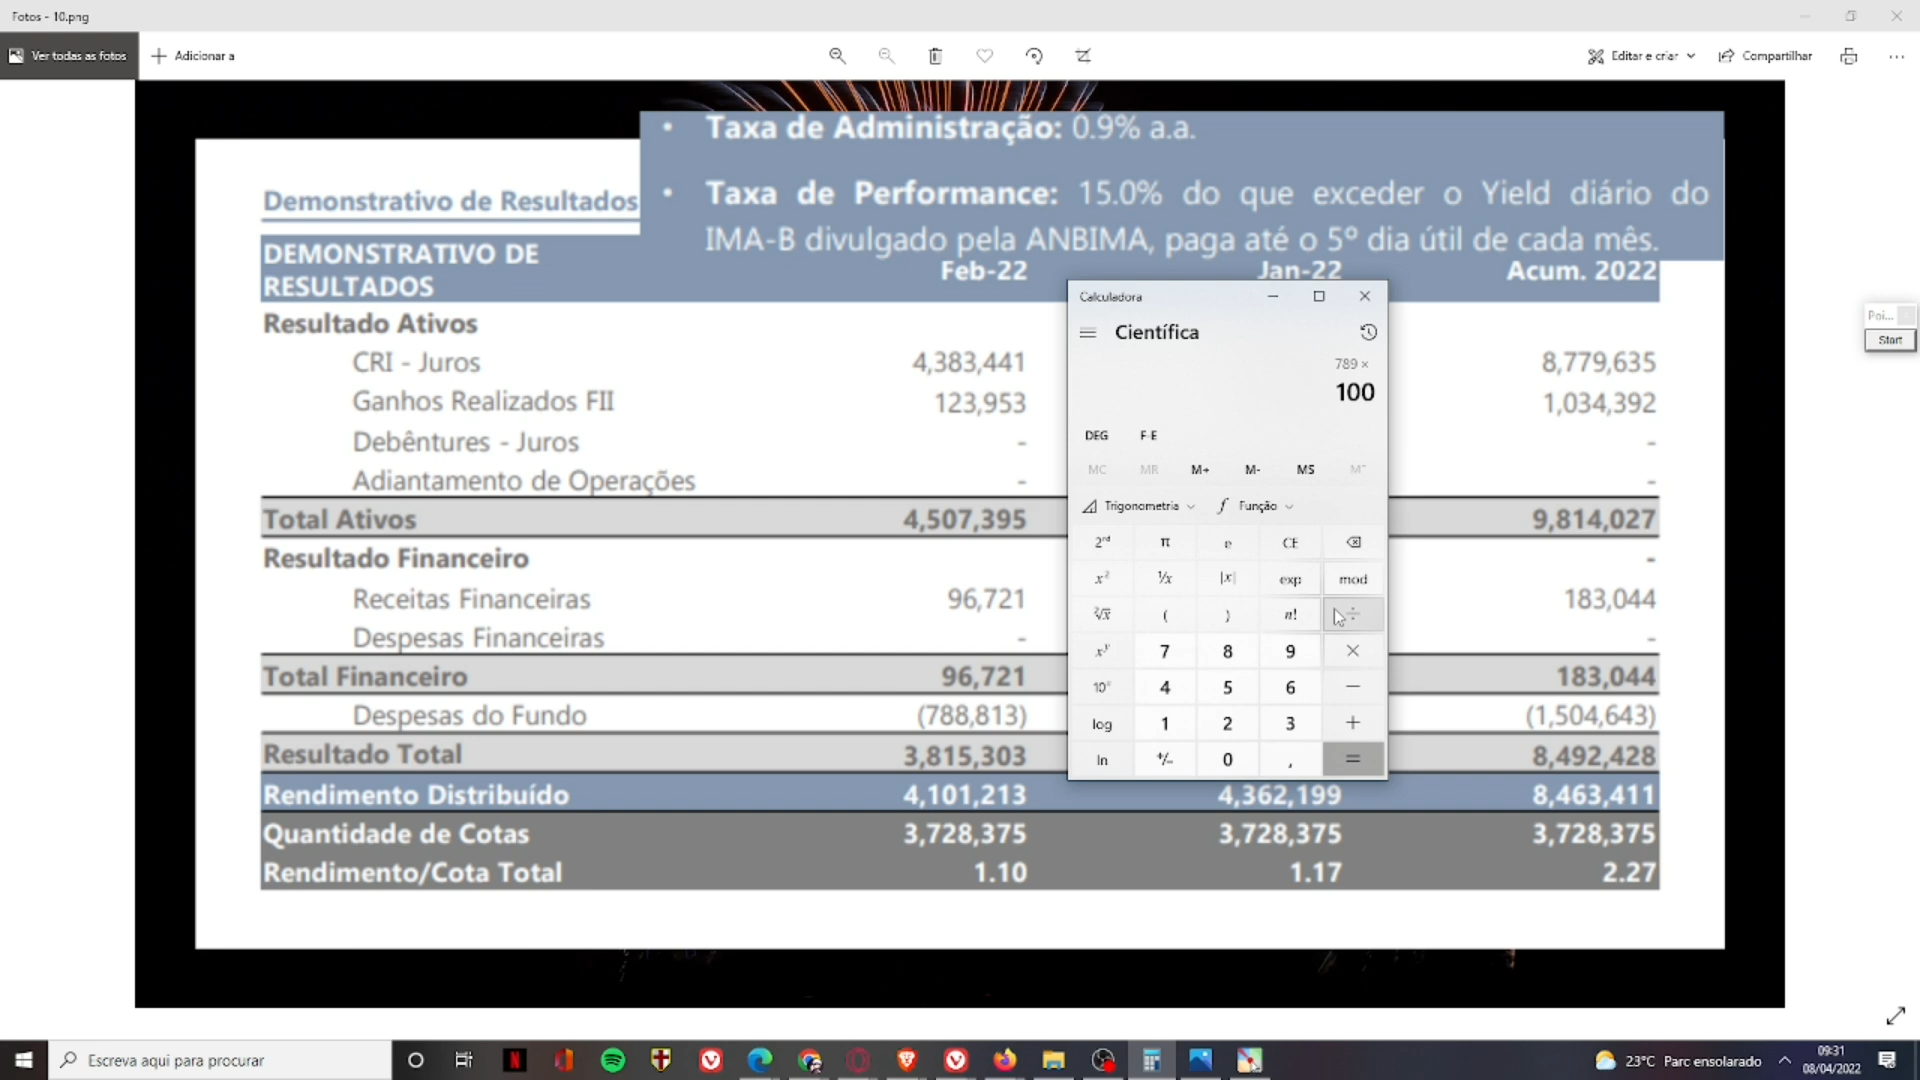 Fotos - 10.png
Ver todas as fotos
Adicionar a
Editar e criar
Compartilhar
• Taxa de Administração: 0.9% a.a.
• Taxa de Performance: 15.0% do que exceder o Yield diário do
IMA-B divulgado pela ANBIMA, paga até o 5º dia útil de cada mês.
Demonstrativo de Resultados
DEMONSTRATIVO DE
RESULTADOS
Feb-22 Jan-22 Acum. 2022
Resultado Ativos
CRI - Juros 4,383,441 8,779,635
Ganhos Realizados FII 123,953 1,034,392
Debêntures - Juros - -
Adiantamento de Operações - -
Total Ativos 4,507,395 9,814,027
Resultado Financeiro -
Receitas Financeiras 96,721 183,044
Despesas Financeiras - -
Total Financeiro 96,721 183,044
Despesas do Fundo (788,813) (1,504,643)
Resultado Total 3,815,303 8,492,428
Rendimento Distribuído 4,101,213 4,362,199 8,463,411
Quantidade de Cotas 3,728,375 3,728,375 3,728,375
Rendimento/Cota Total 1.10 1.17 2.27
Calculadora
Científica
789 ×
100
DEG F-E
MC MR M+ M- MS M˅
Trigonometria Função
2ⁿᵈ π e CE
x² ¹/x |x| exp mod
²√x ( ) n! ÷
xʸ 7 8 9 ×
10ˣ 4 5 6 −
log 1 2 3 +
ln +/− 0 , =
Poi...
Start
Escreva aqui para procurar
23°C Parc ensolarado
09:31
08/04/2022